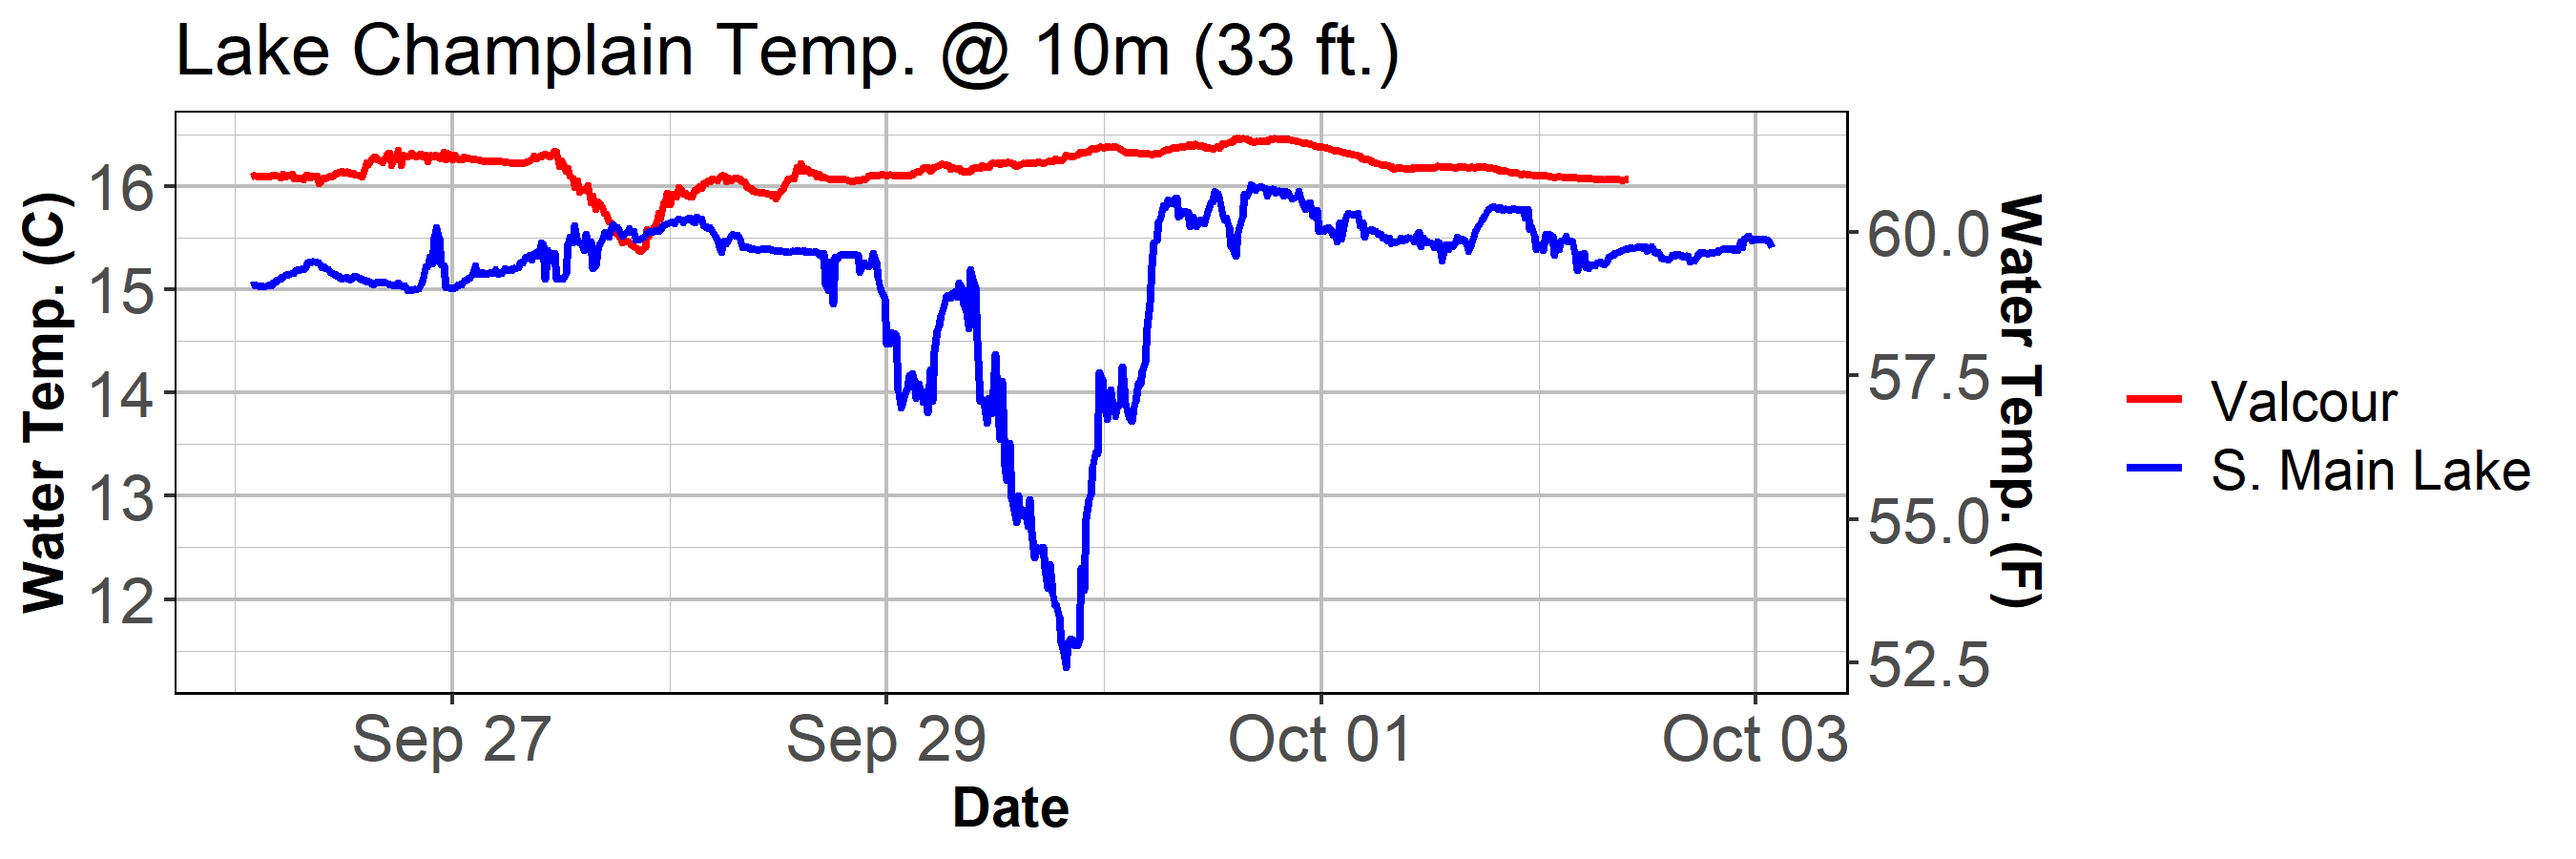 Lake Champlain Temp. @ 10m (33 ft.)
Water Temp. (C)
16
15
14
13
12
60.0
57.5
55.0
52.5
Water Temp. (F)
Sep 27
Sep 29
Oct 01
Oct 03
Date
Valcour
S. Main Lake